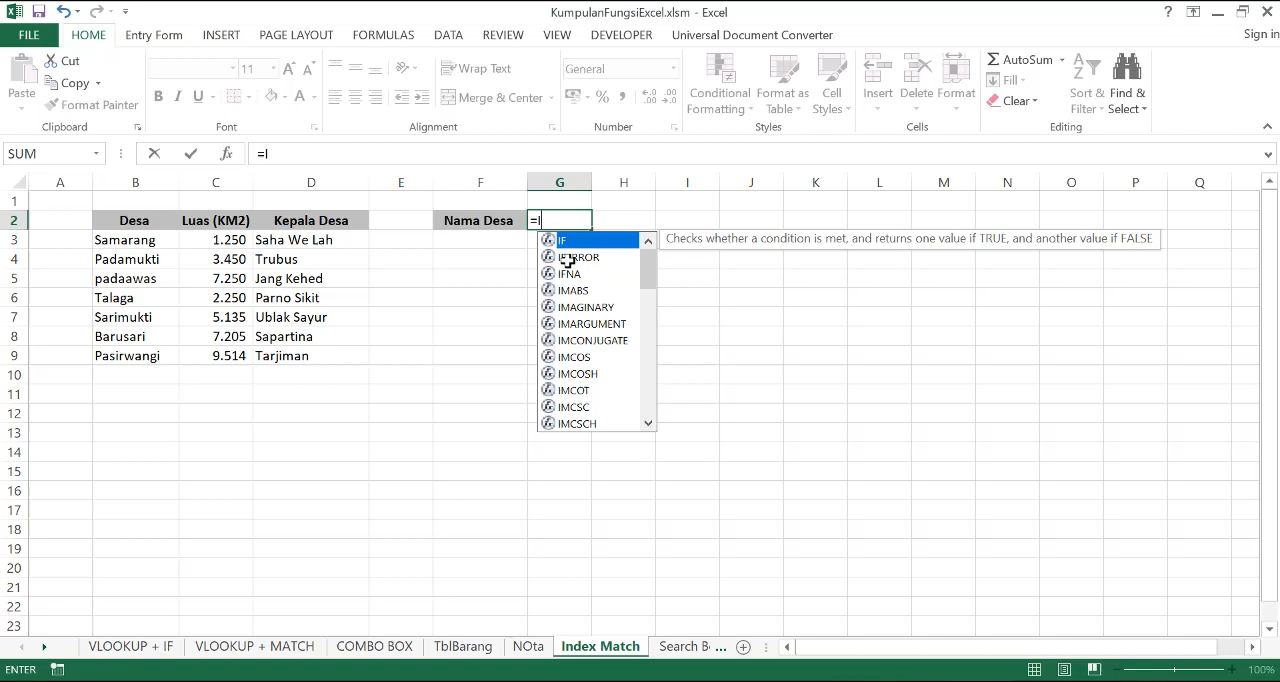 KumpulanFungsiExcel.xlsm - Excel
?
FILE HOME Entry Form INSERT PAGE LAYOUT FORMULAS DATA REVIEW VIEW DEVELOPER Universal Document Converter Sign in
Paste
Cut
Copy
Format Painter
Clipboard
11
B I U
Font
Wrap Text
Merge & Center
Alignment
General
%
Number
Conditional Formatting
Format as Table
Cell Styles
Styles
Insert Delete Format
Cells
AutoSum
Fill
Clear
Sort & Filter
Find & Select
Editing
SUM
fx
=I
A B C D E F G H I J K L M N O P Q
1
2 Desa Luas (KM2) Kepala Desa Nama Desa =I
3 Samarang 1.250 Saha We Lah
4 Padamukti 3.450 Trubus
5 padaawas 7.250 Jang Kehed
6 Talaga 2.250 Parno Sikit
7 Sarimukti 5.135 Ublak Sayur
8 Barusari 7.205 Sapartina
9 Pasirwangi 9.514 Tarjiman
10
11
12
13
14
15
16
17
18
19
20
21
22
23
IF
IFERROR
IFNA
IMABS
IMAGINARY
IMARGUMENT
IMCONJUGATE
IMCOS
IMCOSH
IMCOT
IMCSC
IMCSCH
Checks whether a condition is met, and returns one value if TRUE, and another value if FALSE
VLOOKUP + IF VLOOKUP + MATCH COMBO BOX TblBarang NOta Index Match Search B ...
ENTER
100%